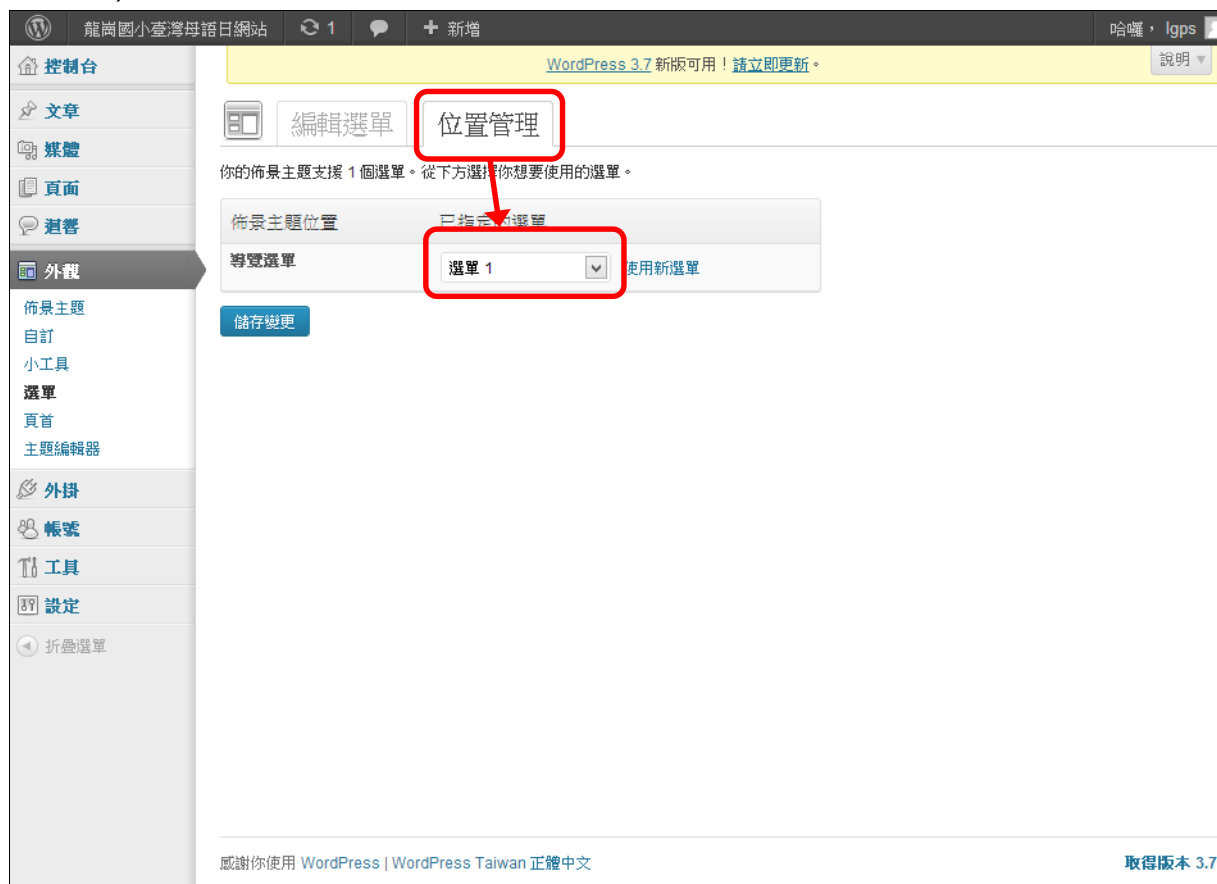 龍崗國小臺灣母語日網站 1 新增 哈囉, lgps
控制台
WordPress 3.7 新版可用!請立即更新。
說明
文章
媒體
頁面
迴響
外觀
佈景主題
自訂
小工具
選單
頁首
主題編輯器
外掛
帳號
工具
設定
折疊選單
編輯選單 位置管理
你的佈景主題支援 1 個選單。從下方選擇你想要使用的選單。
佈景主題位置 已指定的選單
導覽選單 選單 1 使用新選單
儲存變更
感謝你使用 WordPress | WordPress Taiwan 正體中文 取得版本 3.7